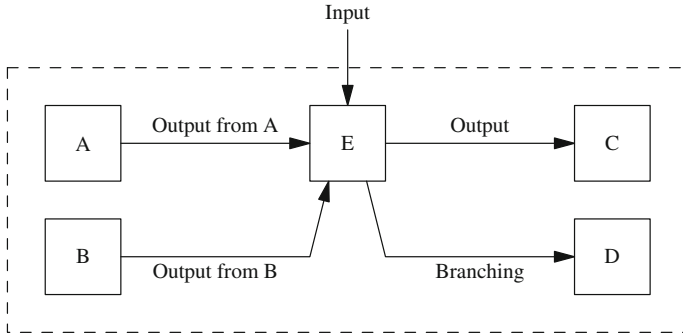 Input
Output from A
Output
A
E
C
B
D
Output from B
Branching